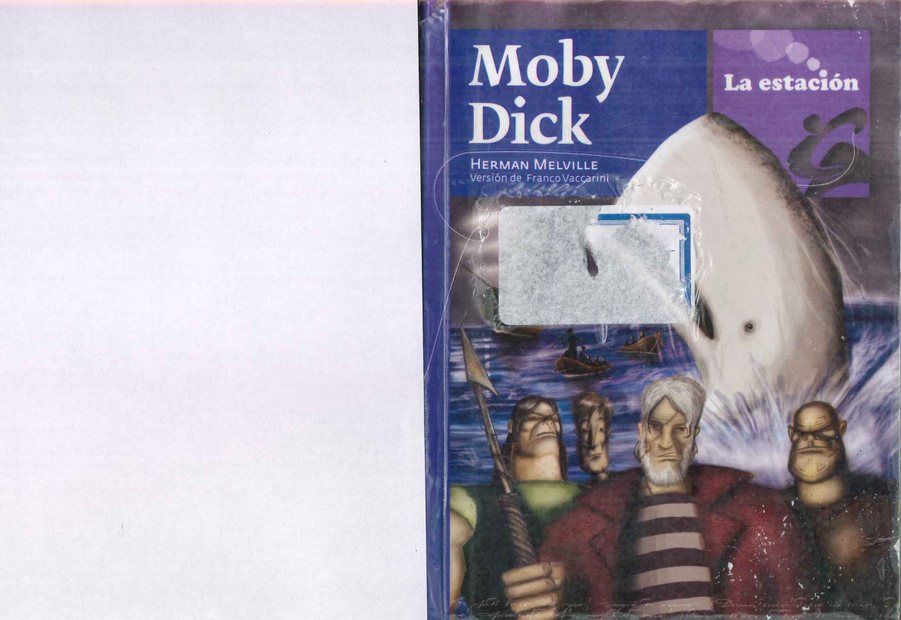 Moby
Dick
HERMAN MELVILLE
Versión de Franco Vaccarini
La estación